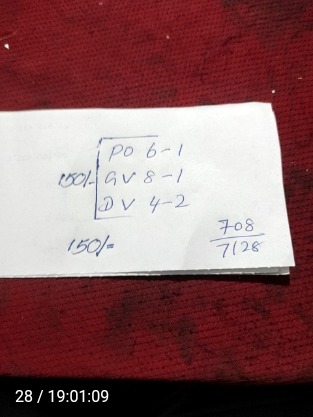 PO 6-1
150/- GV 8-1
DV 4-2
150/=
708
7128
28 / 19:01:09